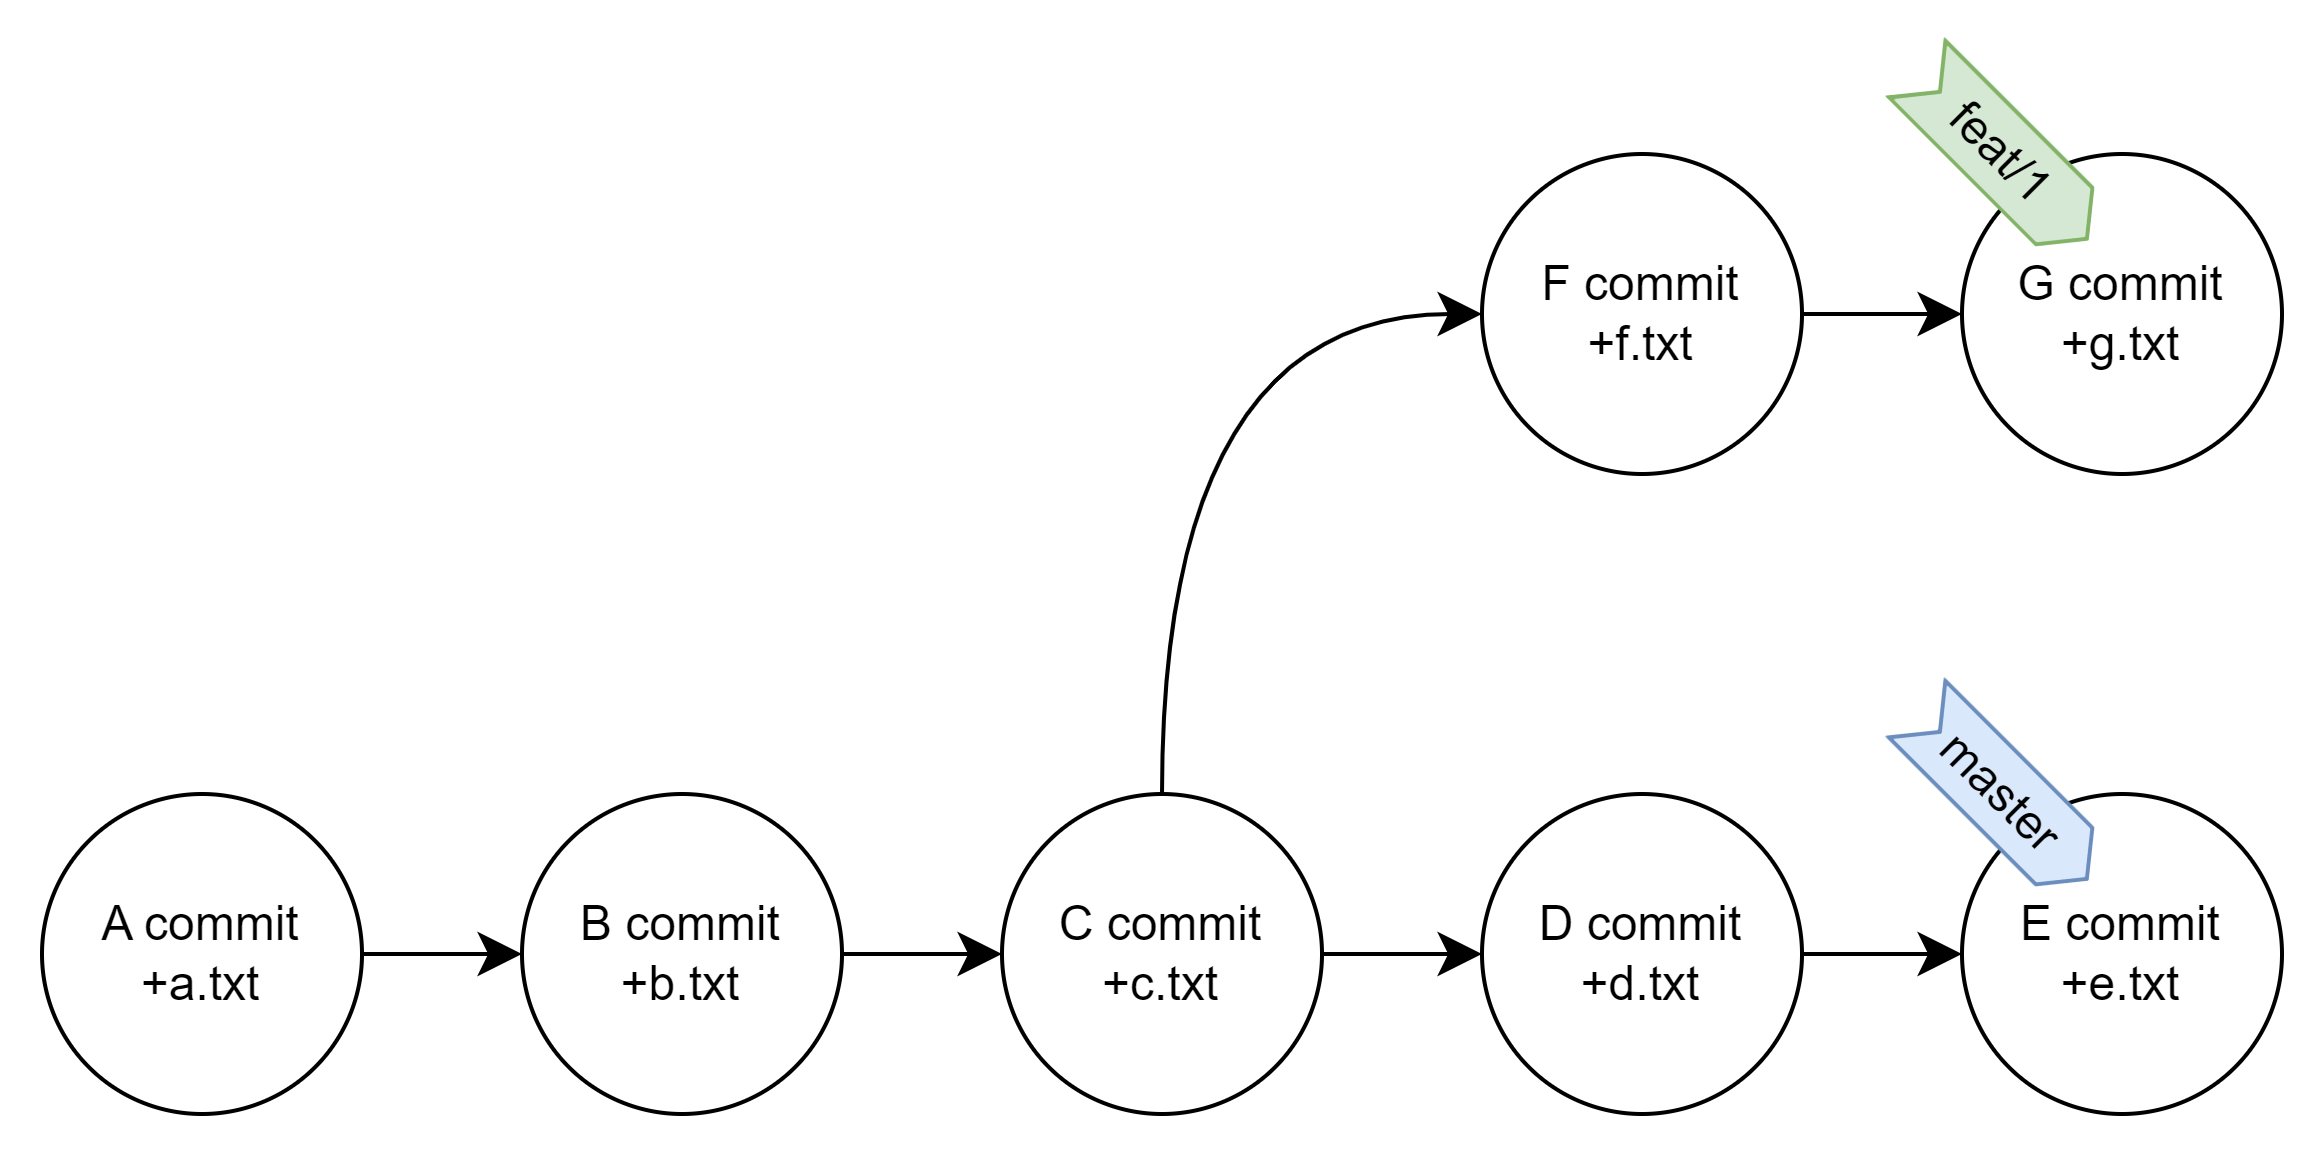 feat/1
F commit
+f.txt
G commit
+g.txt
master
A commit
+a.txt
B commit
+b.txt
C commit
+c.txt
D commit
+d.txt
E commit
+e.txt